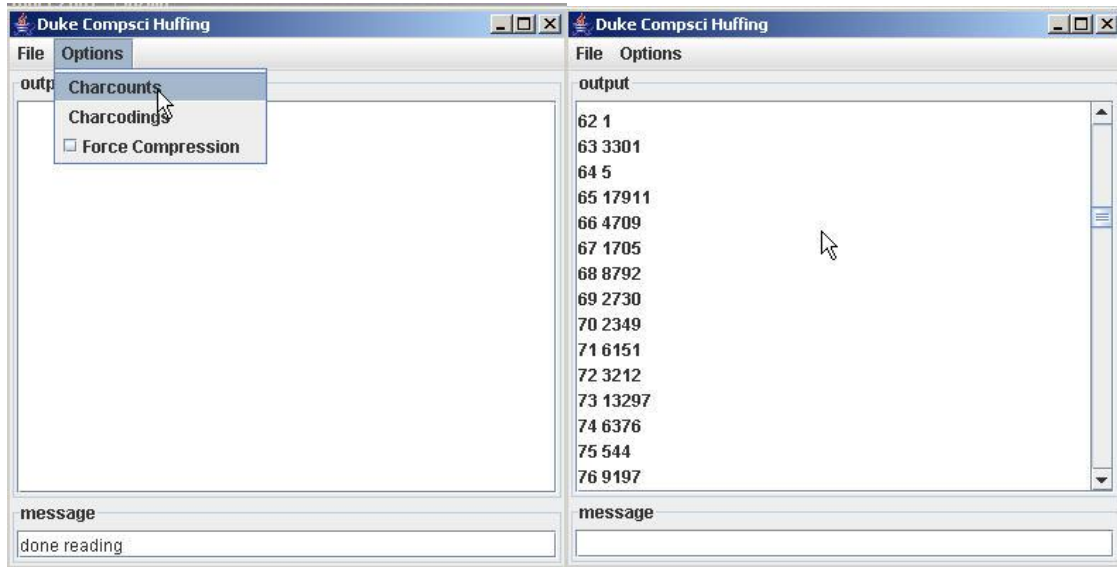 Duke Compsci Huffing
File Options
Charcounts
Charcodings
Force Compression
message
done reading
Duke Compsci Huffing
File Options
output
62 1
63 3301
64 5
65 17911
66 4709
67 1705
68 8792
69 2730
70 2349
71 6151
72 3212
73 13297
74 6376
75 544
76 9197
message